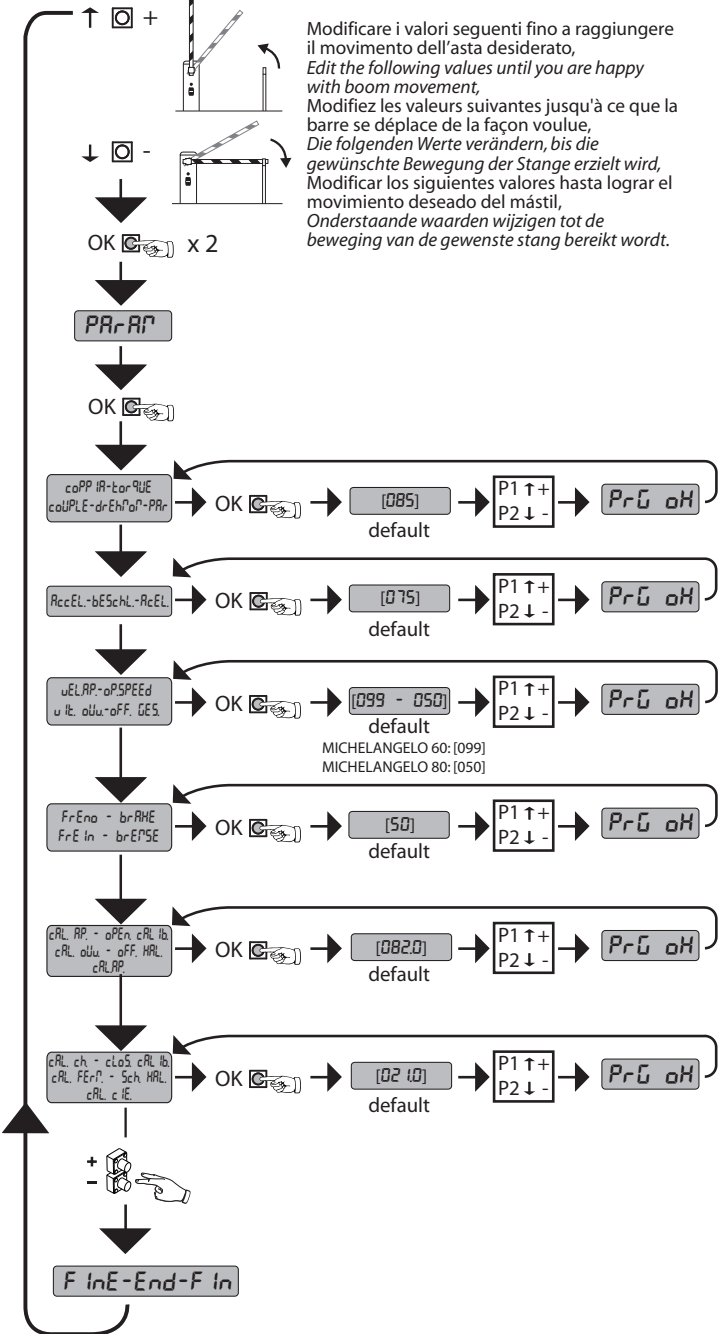 ↑ +
Modificare i valori seguenti fino a raggiungere
il movimento dell'asta desiderato,
Edit the following values until you are happy
with boom movement,
Modifiez les valeurs suivantes jusqu'à ce que la
barre se déplace de la façon voulue,
Die folgenden Werte verändern, bis die
gewünschte Bewegung der Stange erzielt wird,
Modificar los siguientes valores hasta lograr el
movimiento deseado del mástil,
Onderstaande waarden wijzigen tot de
beweging van de gewenste stang bereikt wordt.
↓ -
OK x 2
PArAM
OK
coPPIA-torqUE
coUPLE-drEhMoM-PAr
OK
[085]
default
P1 ↑ +
P2 ↓ -
PrG oK
AccEL.-bESchL.-AcEL.
OK
[075]
default
P1 ↑ +
P2 ↓ -
PrG oK
vEL.AP.-oP.SPEEd
vIt. oUv.-oFF. GES.
OK
[099 - 050]
default
MICHELANGELO 60: [099]
MICHELANGELO 80: [050]
P1 ↑ +
P2 ↓ -
PrG oK
FrEno - brAKE
FrEIn - brEMSE
OK
[50]
default
P1 ↑ +
P2 ↓ -
PrG oK
cAL. AP. - oPEn. cALIb.
cAL. oUv. - oFF. KAL.
cAL.AP.
OK
[082.0]
default
P1 ↑ +
P2 ↓ -
PrG oK
cAL. ch. - cLoS. cALIb.
cAL. FErM. - Sch. KAL.
cAL. cIE.
OK
[021.0]
default
P1 ↑ +
P2 ↓ -
PrG oK
+
-
FInE-End-FIn